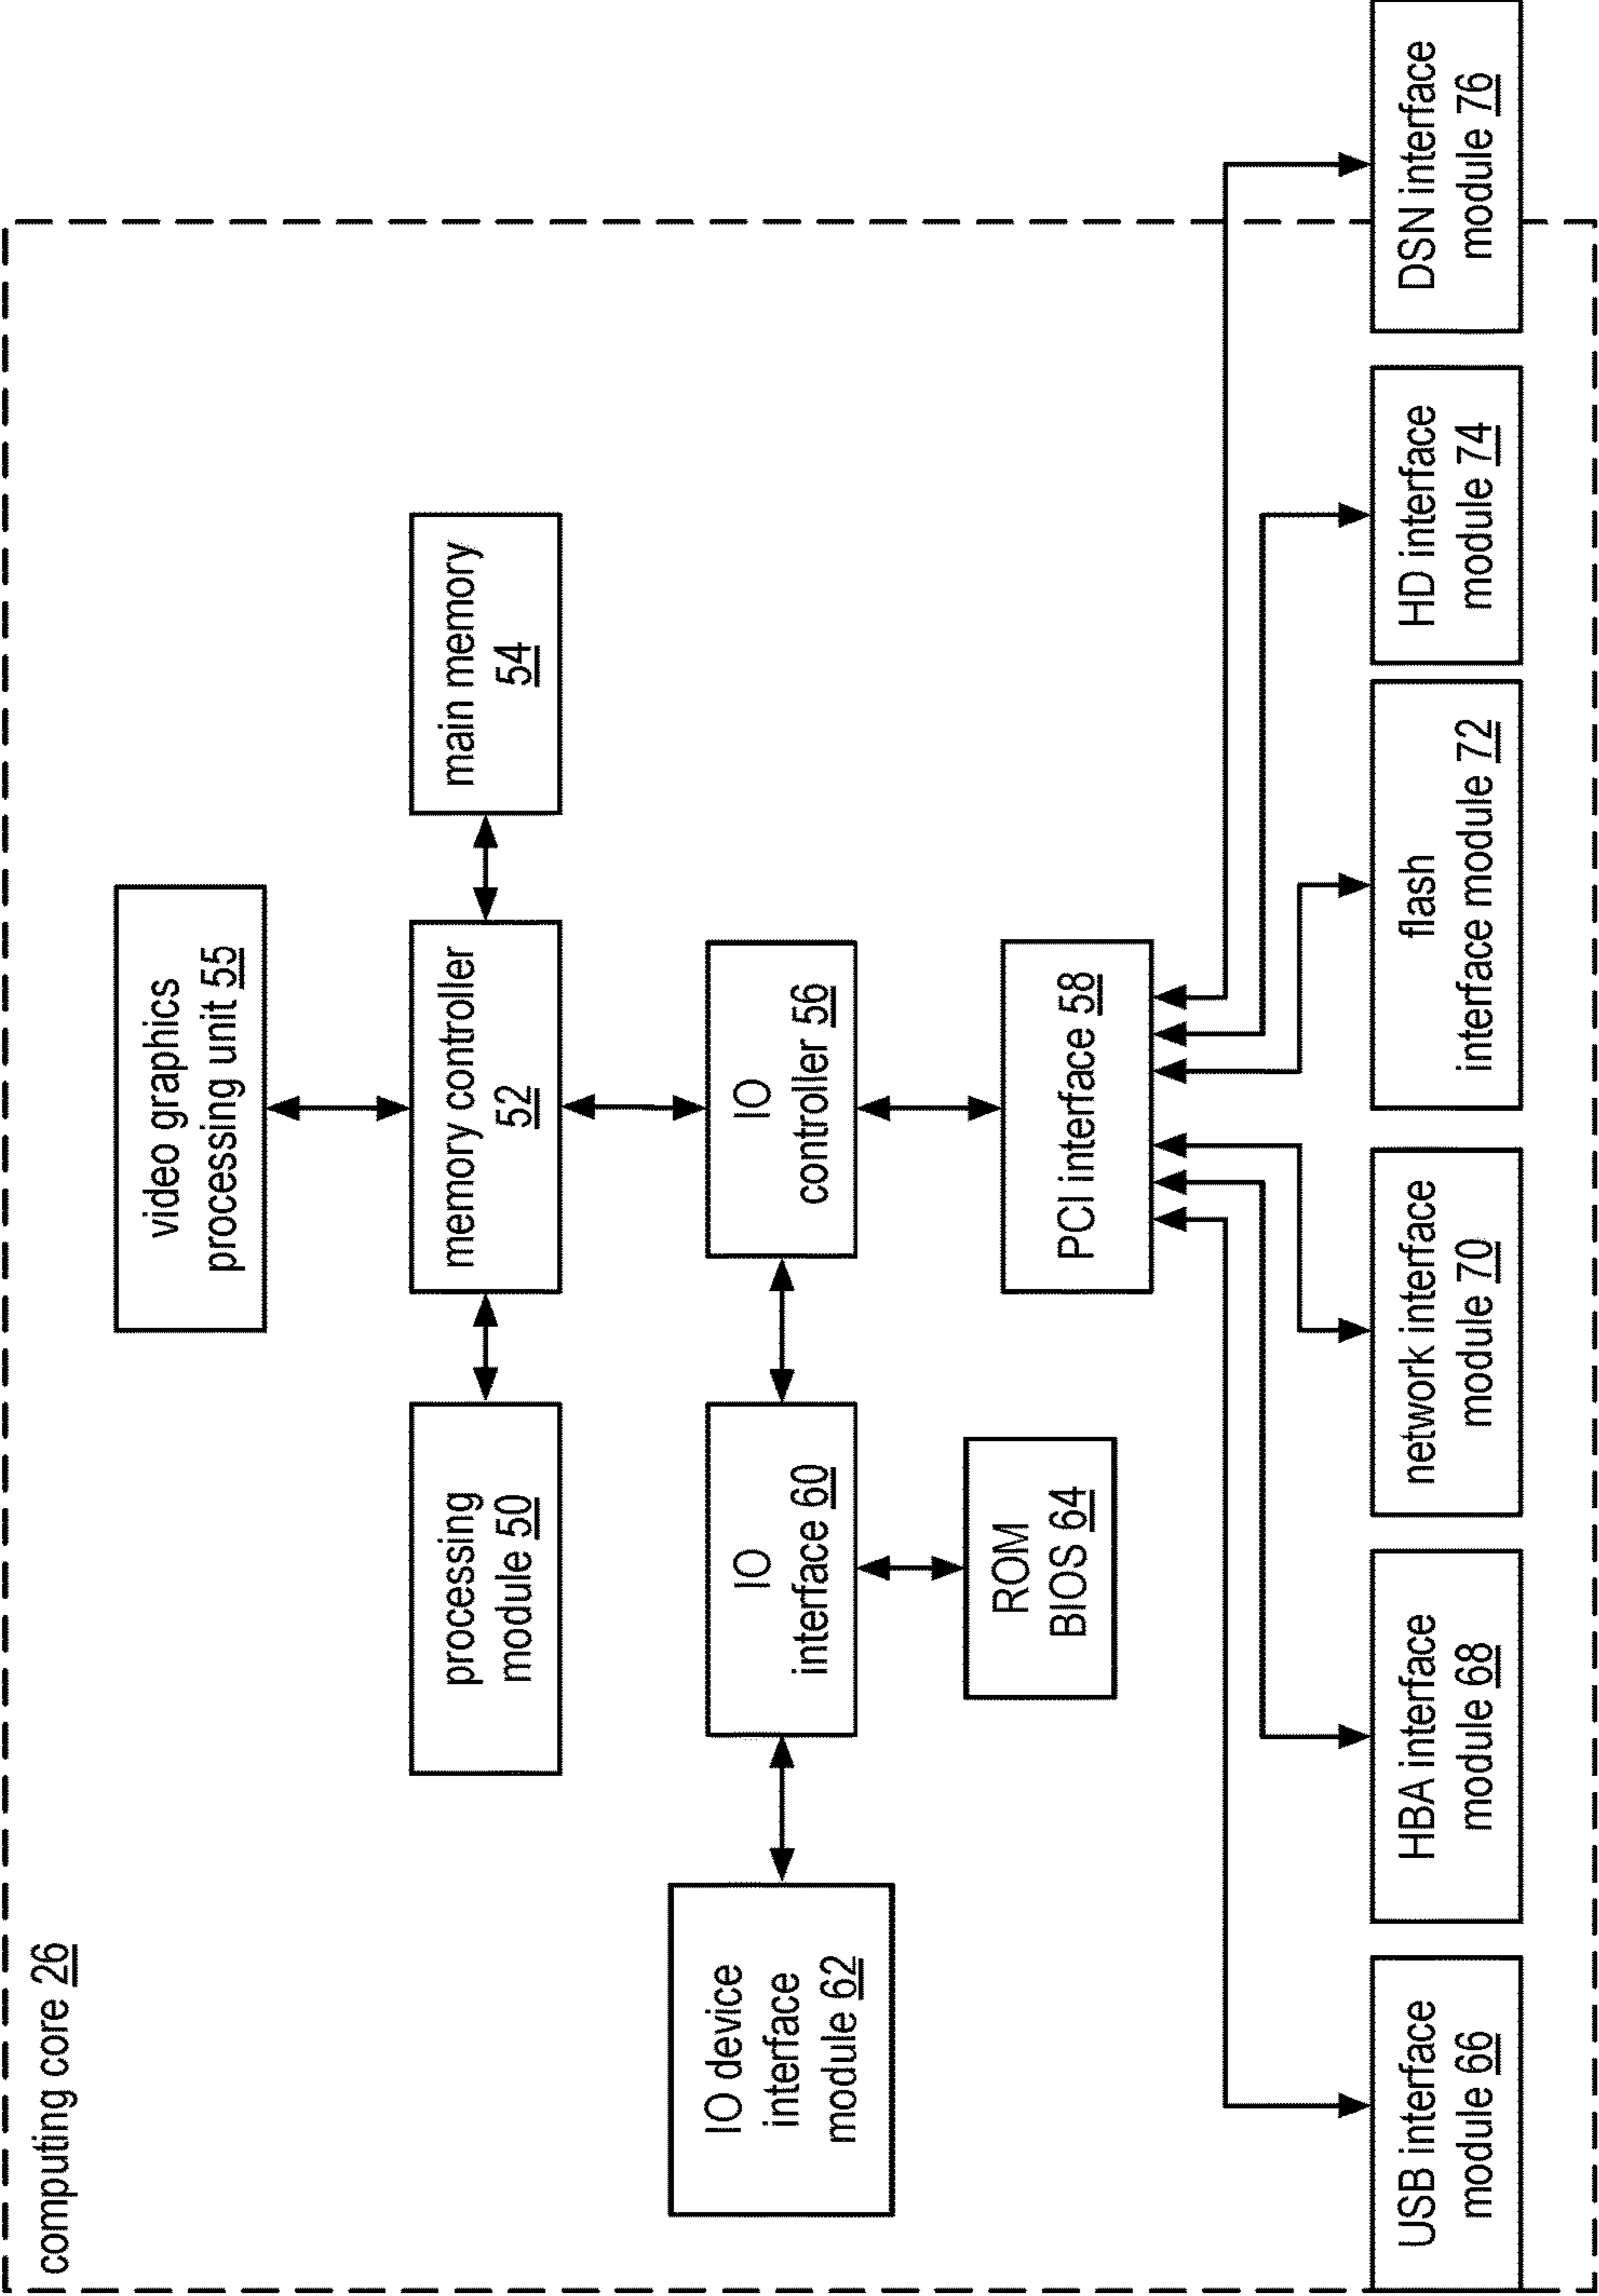 computing core 26
video graphics
processing unit 55
processing
module 50
memory controller
52
main memory
54
IO device
interface
module 62
IO
interface 60
IO
controller 56
ROM
BIOS 64
PCI interface 58
USB interface
module 66
HBA interface
module 68
network interface
module 70
flash
interface module 72
HD interface
module 74
DSN interface
module 76